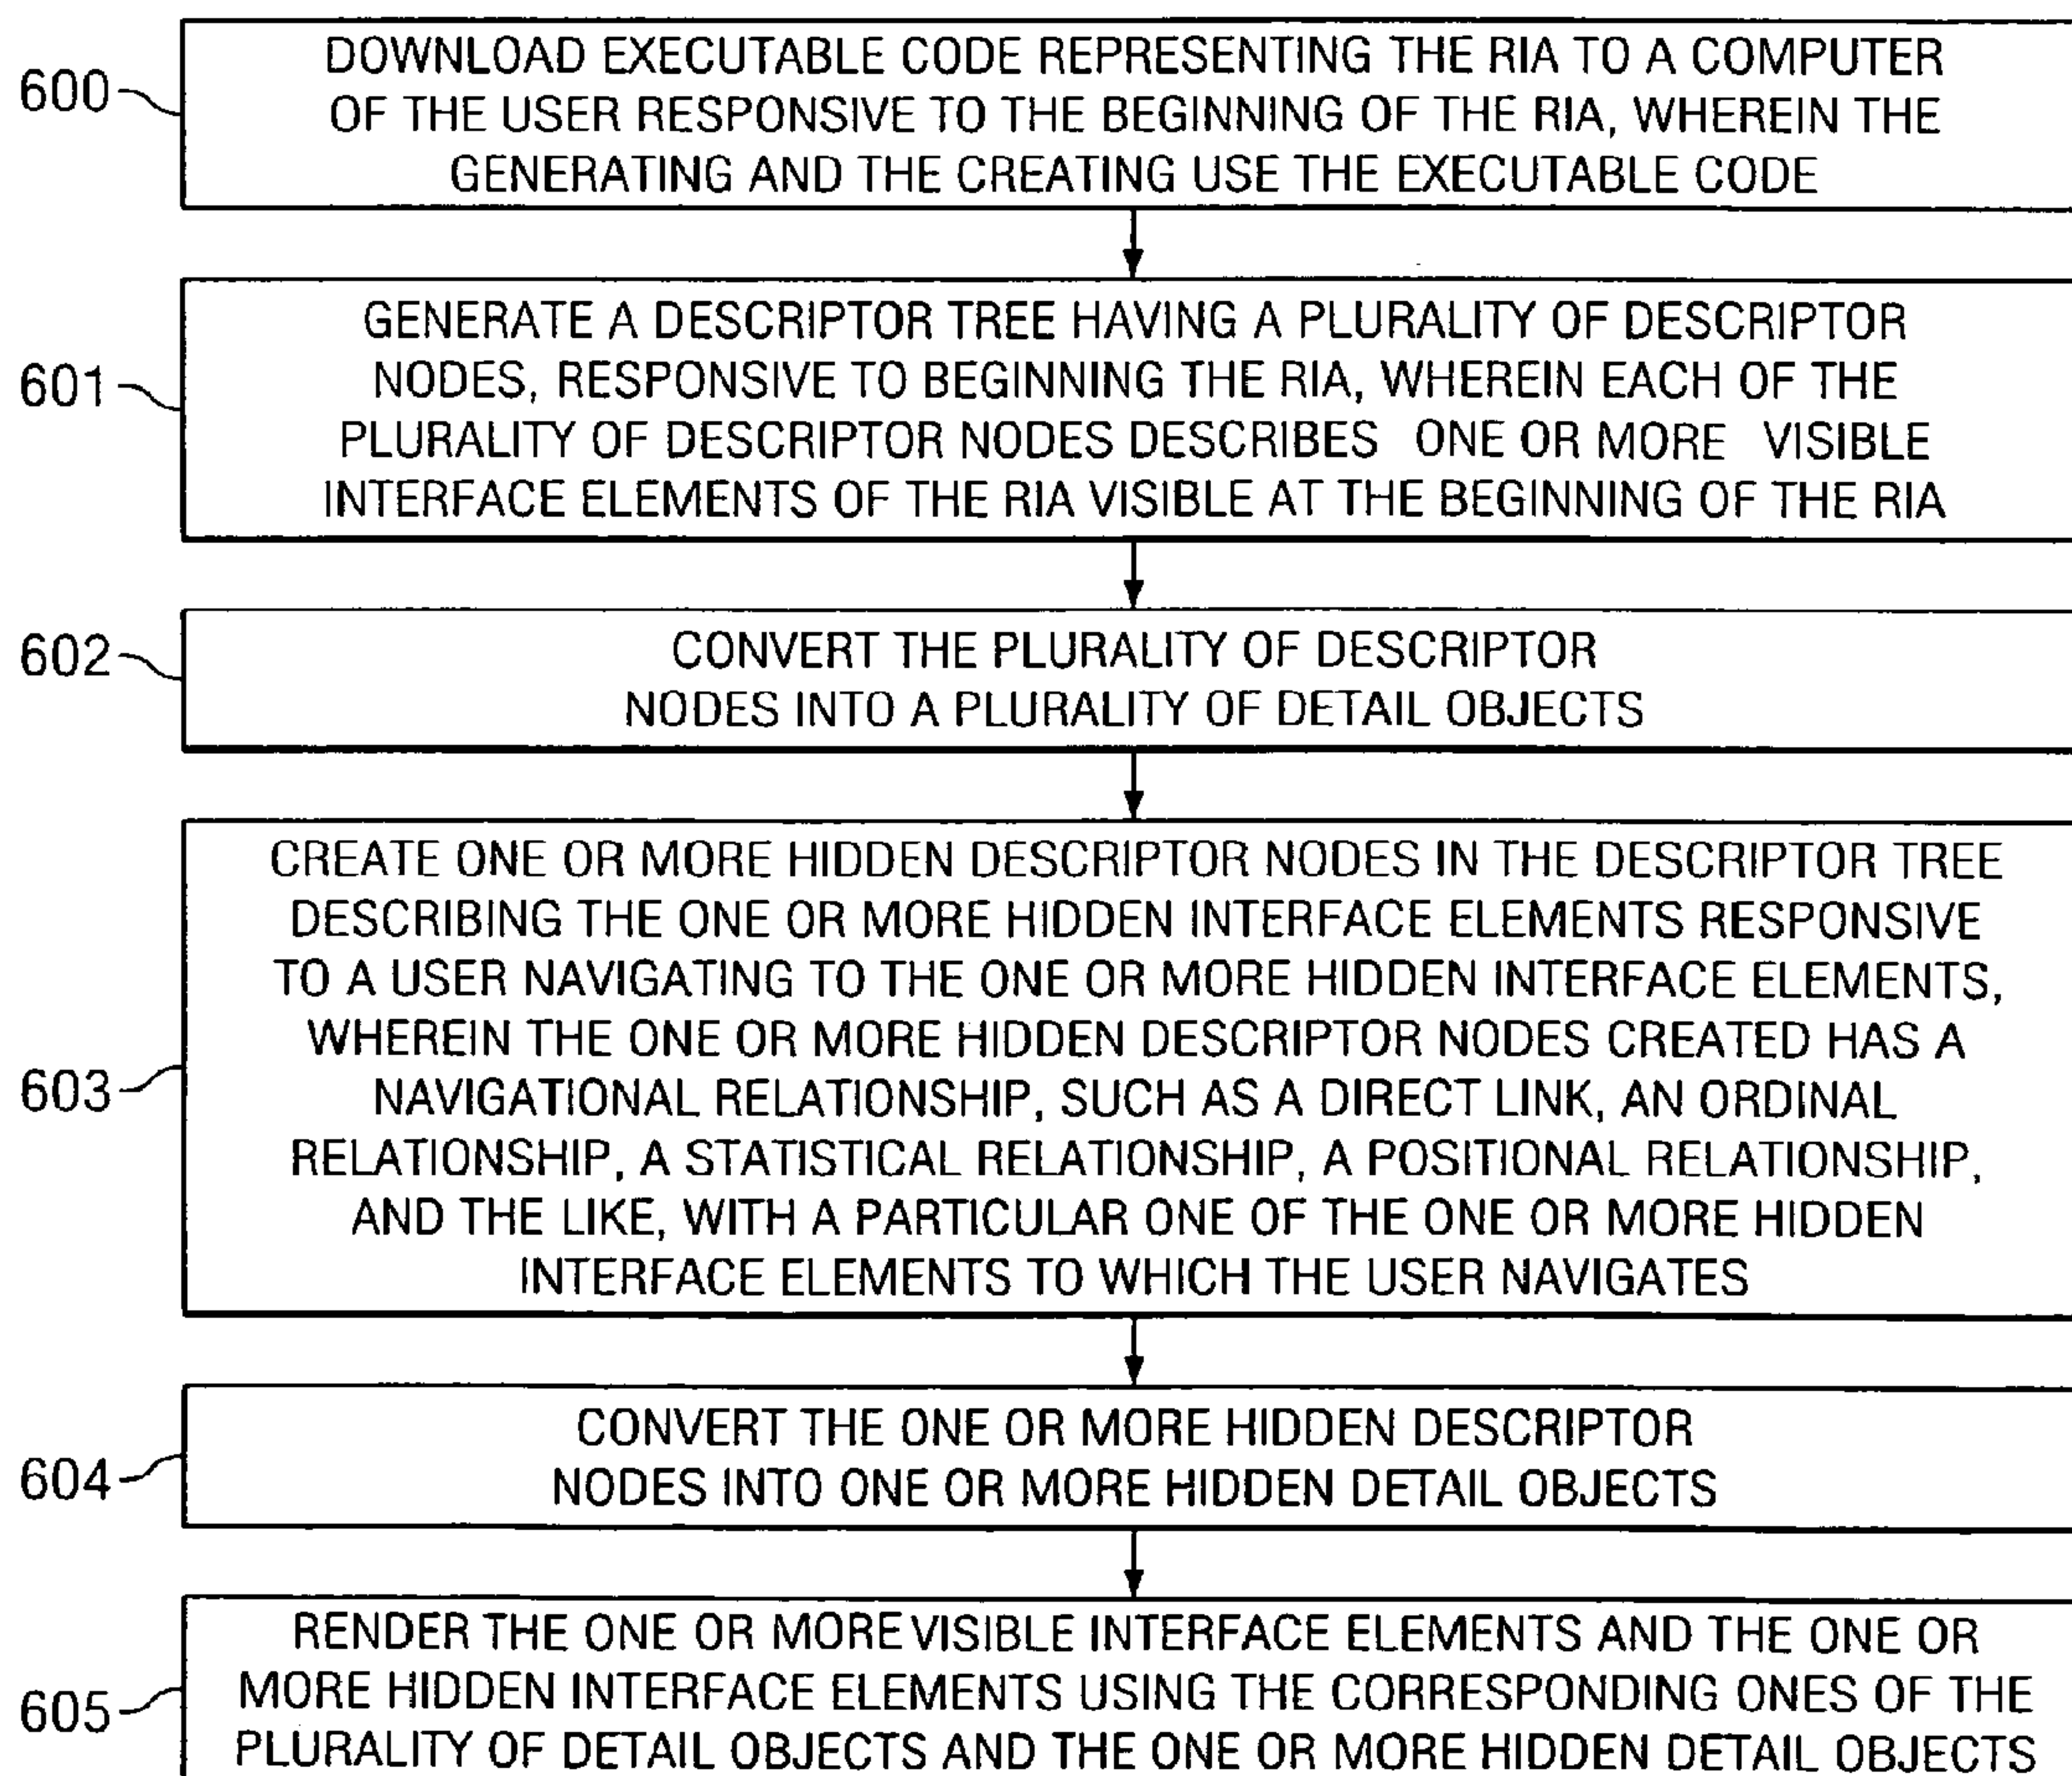 600
DOWNLOAD EXECUTABLE CODE REPRESENTING THE RIA TO A COMPUTER
OF THE USER RESPONSIVE TO THE BEGINNING OF THE RIA, WHEREIN THE
GENERATING AND THE CREATING USE THE EXECUTABLE CODE
601
GENERATE A DESCRIPTOR TREE HAVING A PLURALITY OF DESCRIPTOR
NODES, RESPONSIVE TO BEGINNING THE RIA, WHEREIN EACH OF THE
PLURALITY OF DESCRIPTOR NODES DESCRIBES ONE OR MORE VISIBLE
INTERFACE ELEMENTS OF THE RIA VISIBLE AT THE BEGINNING OF THE RIA
602
CONVERT THE PLURALITY OF DESCRIPTOR
NODES INTO A PLURALITY OF DETAIL OBJECTS
603
CREATE ONE OR MORE HIDDEN DESCRIPTOR NODES IN THE DESCRIPTOR TREE
DESCRIBING THE ONE OR MORE HIDDEN INTERFACE ELEMENTS RESPONSIVE
TO A USER NAVIGATING TO THE ONE OR MORE HIDDEN INTERFACE ELEMENTS,
WHEREIN THE ONE OR MORE HIDDEN DESCRIPTOR NODES CREATED HAS A
NAVIGATIONAL RELATIONSHIP, SUCH AS A DIRECT LINK, AN ORDINAL
RELATIONSHIP, A STATISTICAL RELATIONSHIP, A POSITIONAL RELATIONSHIP,
AND THE LIKE, WITH A PARTICULAR ONE OF THE ONE OR MORE HIDDEN
INTERFACE ELEMENTS TO WHICH THE USER NAVIGATES
604
CONVERT THE ONE OR MORE HIDDEN DESCRIPTOR
NODES INTO ONE OR MORE HIDDEN DETAIL OBJECTS
605
RENDER THE ONE OR MORE VISIBLE INTERFACE ELEMENTS AND THE ONE OR
MORE HIDDEN INTERFACE ELEMENTS USING THE CORRESPONDING ONES OF THE
PLURALITY OF DETAIL OBJECTS AND THE ONE OR MORE HIDDEN DETAIL OBJECTS